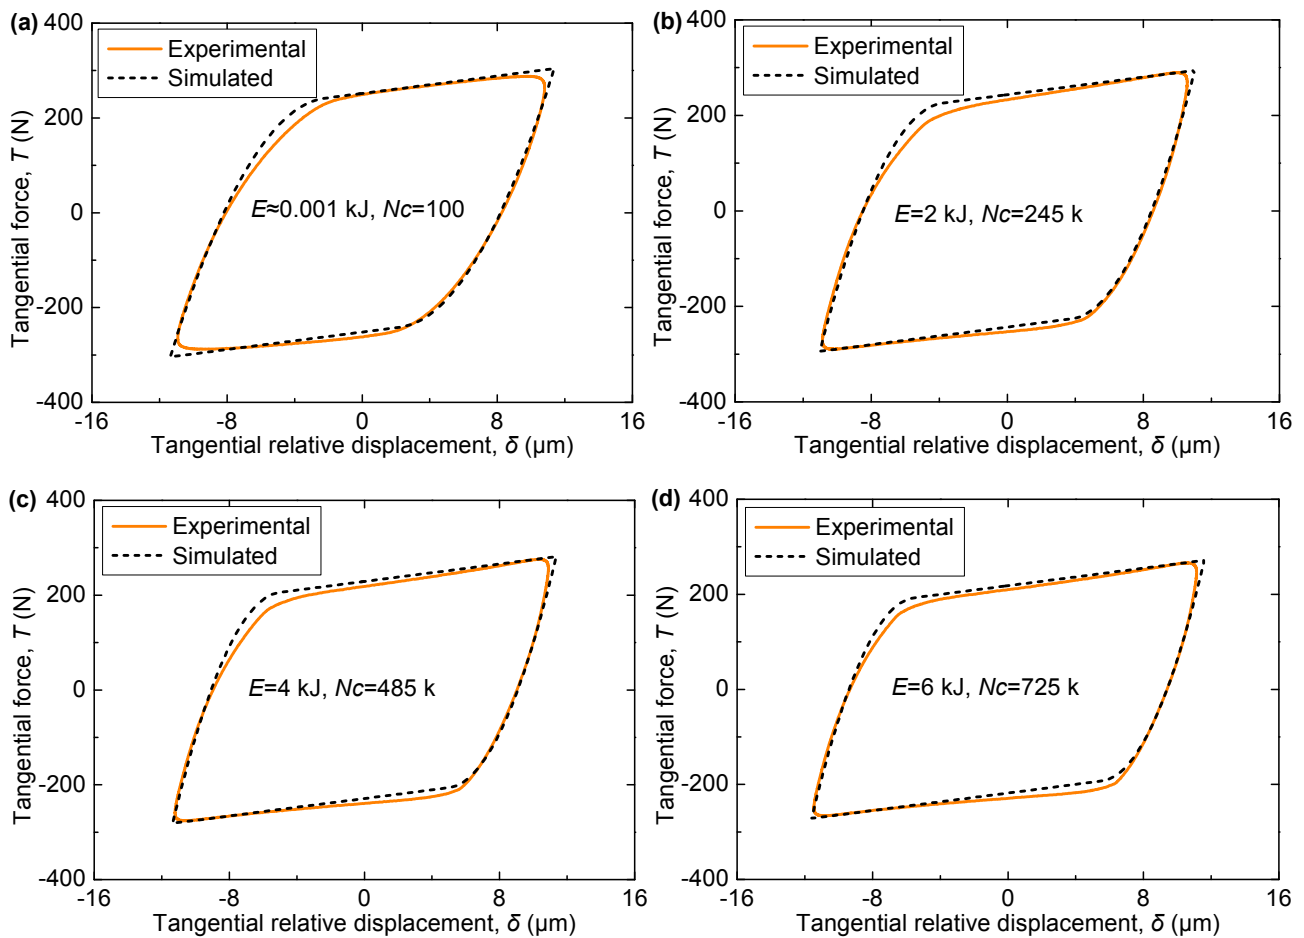 (a)
400
200
0
-200
-400
-16
-8
0
8
16
Tangential force, T (N)
Tangential relative displacement, δ (μm)
Experimental
Simulated
E≈0.001 kJ, Nc=100
(b)
400
200
0
-200
-400
-16
-8
0
8
16
Tangential force, T (N)
Tangential relative displacement, δ (μm)
Experimental
Simulated
E=2 kJ, Nc=245 k
(c)
400
200
0
-200
-400
-16
-8
0
8
16
Tangential force, T (N)
Tangential relative displacement, δ (μm)
Experimental
Simulated
E=4 kJ, Nc=485 k
(d)
400
200
0
-200
-400
-16
-8
0
8
16
Tangential force, T (N)
Tangential relative displacement, δ (μm)
Experimental
Simulated
E=6 kJ, Nc=725 k